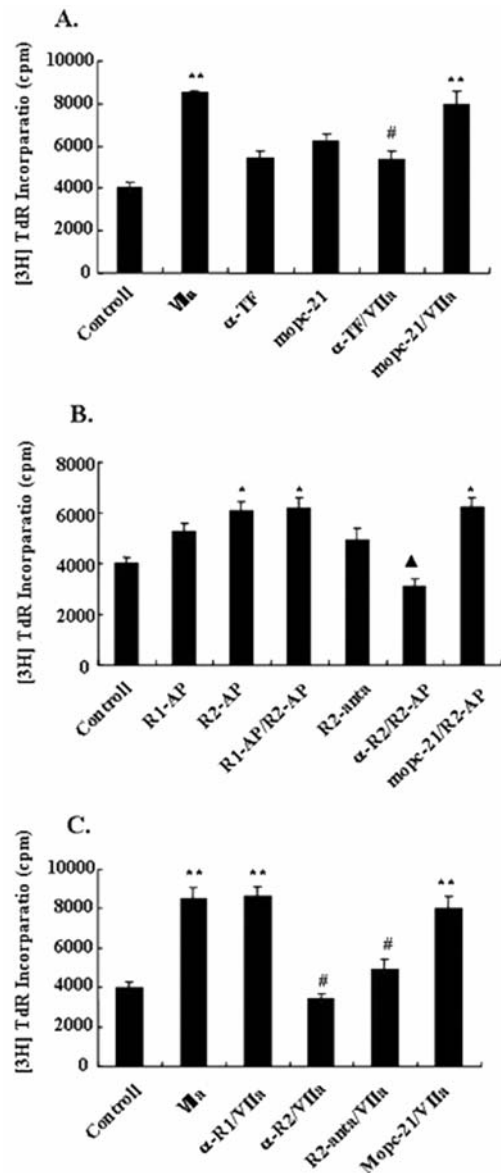 A.
[3H] TdR Incorparatio (cpm)
10000
8000
6000
4000
2000
0
**
#
**
Controll
VIIa
α-TF
mopc-21
α-TF/VIIa
mopc-21/VIIa
B.
[3H] TdR Incorparatio (cpm)
8000
6000
4000
2000
0
*
*
▲
*
Controll
R1-AP
R2-AP
R1-AP/R2-AP
R2-anta
α-R2/R2-AP
mopc-21/R2-AP
C.
[3H] TdR Incorparatio (cpm)
10000
8000
6000
4000
2000
0
**
**
#
#
**
Controll
VIIa
α-R1/VIIa
α-R2/VIIa
R2-anta/VIIa
Mopc-21/VIIa